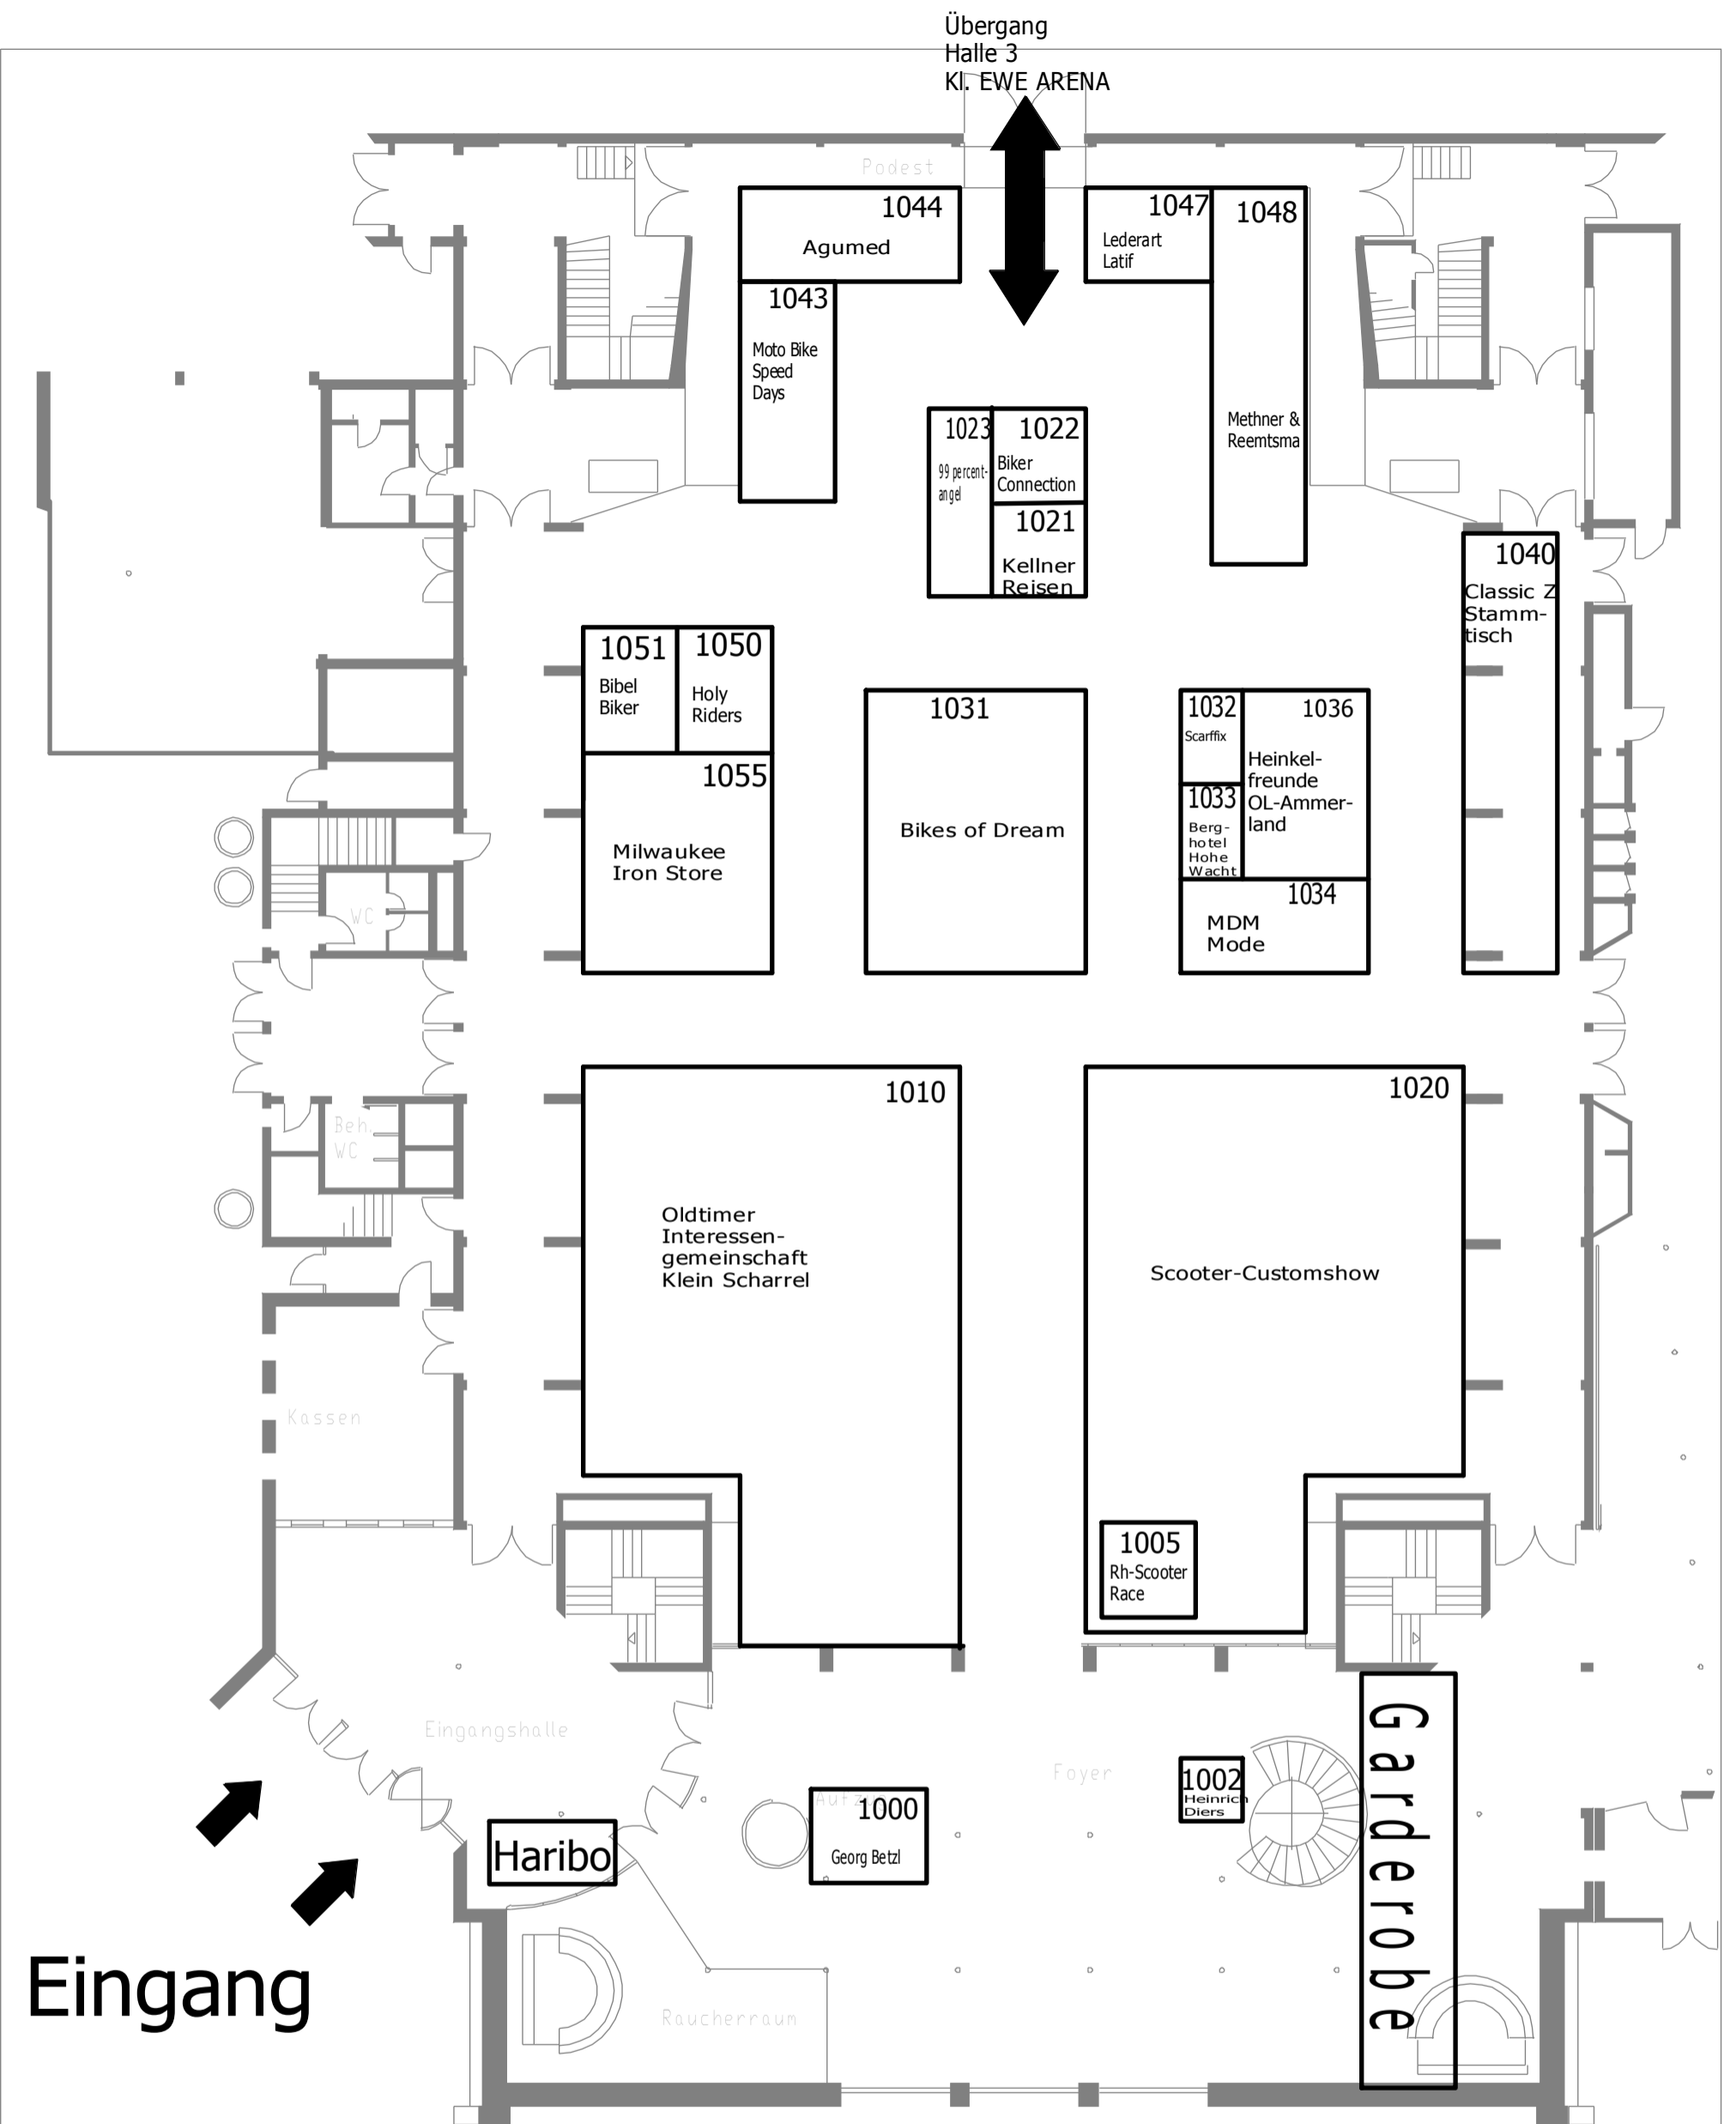 Übergang
Halle 3
Kl. EWE ARENA
Podest
1044
Agumed
1047
Lederart
Latif
1048
Methner &
Reemtsma
1043
Moto Bike
Speed
Days
1023
99 percent-
angel
1022
Biker
Connection
1021
Kellner
Reisen
1040
Classic Z
Stamm-
tisch
1051
Bibel
Biker
1050
Holy
Riders
1055
Milwaukee
Iron Store
1031
Bikes of Dream
1032
Scarffix
1036
Heinkel-
freunde
OL-Ammer-
land
1033
Berg-
hotel
Hohe
Wacht
1034
MDM
Mode
WC
Beh.
WC
1010
Oldtimer
Interessen-
gemeinschaft
Klein Scharrel
1020
Scooter-Customshow
Kassen
1005
Rh-Scooter
Race
Eingangshalle
Foyer
Aufzug
1000
Georg Betzl
1002
Heinrich
Diers
Garderobe
Haribo
Eingang
Raucherraum